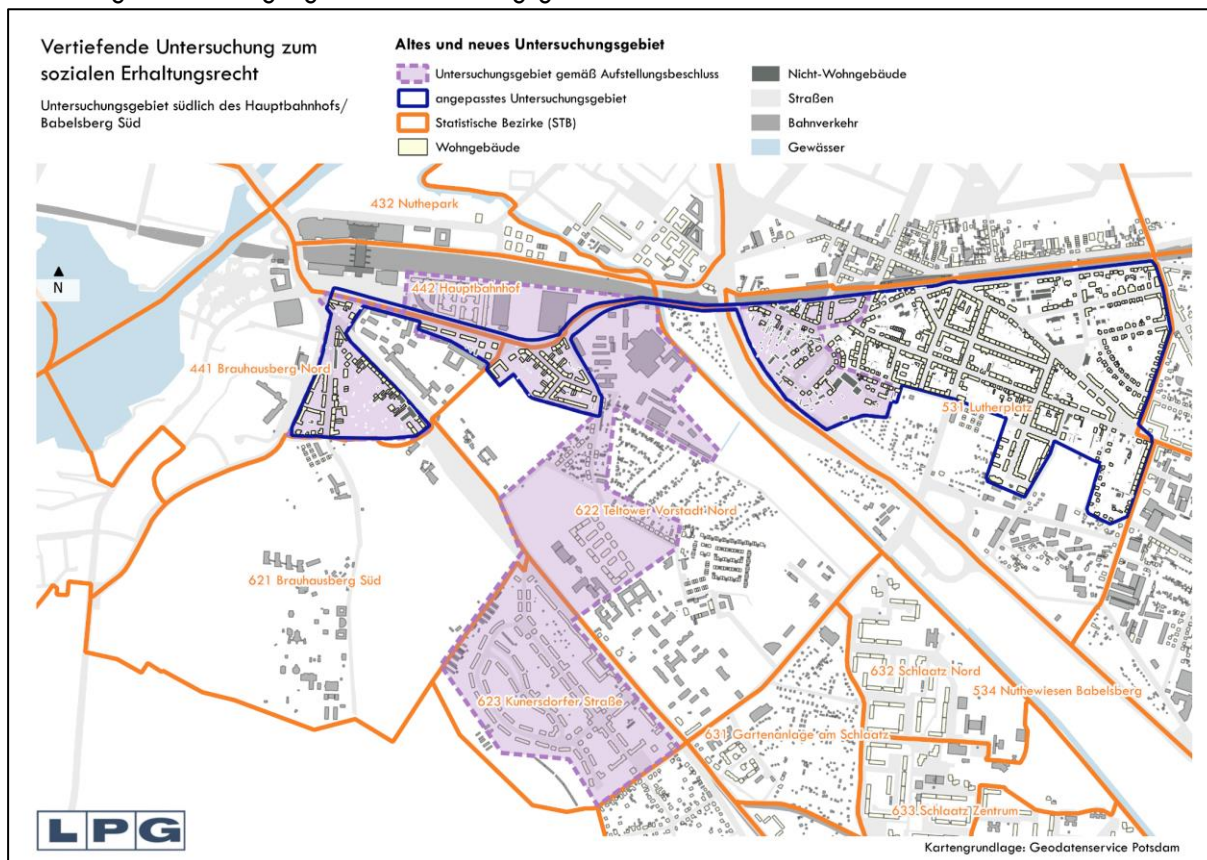 Vertiefende Untersuchung zum
sozialen Erhaltungsrecht
Untersuchungsgebiet südlich des Hauptbahnhofs/
Babelsberg Süd
Altes und neues Untersuchungsgebiet
Untersuchungsgebiet gemäß Aufstellungsbeschluss
angepasstes Untersuchungsgebiet
Statistische Bezirke (STB)
Wohngebäude
Nicht-Wohngebäude
Straßen
Bahnverkehr
Gewässer
432 Nuthepark
N
442 Hauptbahnhof
441 Brauhausberg Nord
531 Lutherplatz
622 Teltower Vorstadt Nord
621 Brauhausberg Süd
632 Schlaatz Nord
534 Nuthewiesen Babelsberg
623 Kunersdorfer Straße
631 Gartenanlage am Schlaatz
633 Schlaatz Zentrum
LPG
Kartengrundlage: Geodatenservice Potsdam